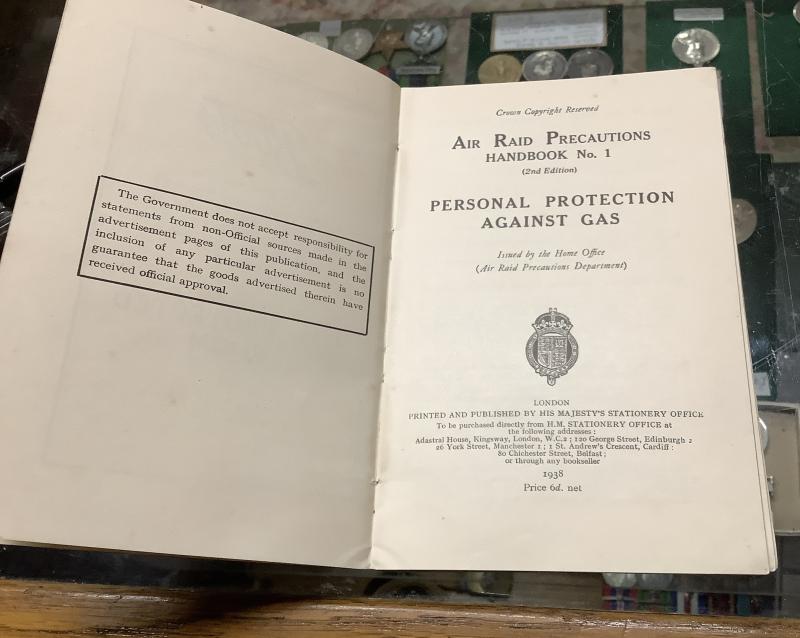 The Government does not accept responsibility for
statements from non-Official sources made in the
advertisement pages of this publication, and the
inclusion of any particular advertisement is no
guarantee that the goods advertised therein have
received official approval.
Crown Copyright Reserved
AIR RAID PRECAUTIONS
HANDBOOK No. 1
(2nd Edition)
PERSONAL PROTECTION
AGAINST GAS
Issued by the Home Office
(Air Raid Precautions Department)
LONDON
PRINTED AND PUBLISHED BY HIS MAJESTY'S STATIONERY OFFICE
To be purchased directly from H.M. STATIONERY OFFICE at
the following addresses:
Adastral House, Kingsway, London, W.C.2; 120 George Street, Edinburgh 2
26 York Street, Manchester 1; 1 St. Andrew's Crescent, Cardiff:
80 Chichester Street, Belfast;
or through any bookseller
1938
Price 6d. net